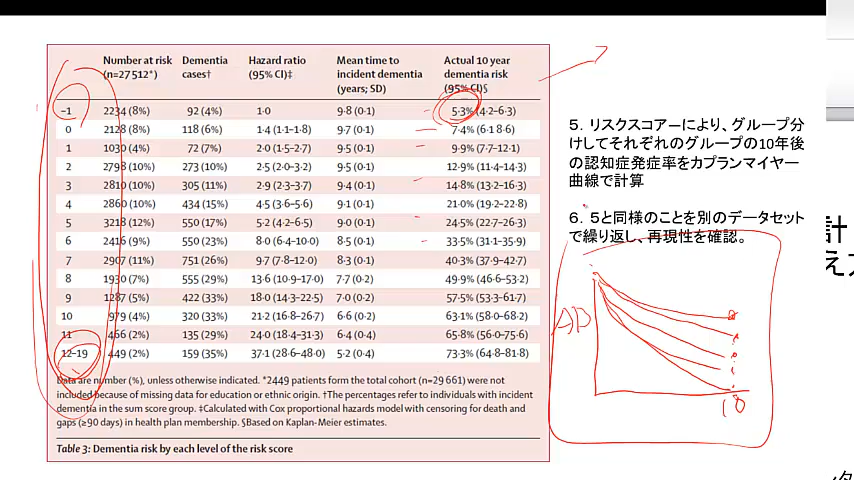 Number at risk Dementia Hazard ratio Mean time to Actual 10 year
(n=27 512*) cases† (95% CI)‡ incident dementia dementia risk
(years; SD) (95% CI)§
–1 2234 (8%) 92 (4%) 1·0 9·8 (0·1) 5·3% (4·2–6·3)
0 2128 (8%) 118 (6%) 1·4 (1·1–1·8) 9·7 (0·1) 7·4% (6·1 8·6)
1 1030 (4%) 72 (7%) 2·0 (1·5–2·7) 9·5 (0·1) 9·9% (7·7–12·1)
2 2798 (10%) 273 (10%) 2·5 (2·0–3·2) 9·5 (0·1) 12·9% (11·4–14·3)
3 2810 (10%) 305 (11%) 2·9 (2·3–3·7) 9·4 (0·1) 14·8% (13·2–16·3)
4 2860 (10%) 434 (15%) 4·5 (3·6–5·6) 9·1 (0·1) 21·0% (19·2–22·8)
5 3218 (12%) 550 (17%) 5·2 (4·2–6·5) 9·0 (0·1) 24·5% (22·7–26·3)
6 2416 (9%) 550 (23%) 8·0 (6·4–10·0) 8·5 (0·1) 33·5% (31·1–35·9)
7 2907 (11%) 751 (26%) 9·7 (7·8–12·0) 8·3 (0·1) 40·3% (37·9–42·7)
8 1930 (7%) 555 (29%) 13·6 (10·9–17·0) 7·7 (0·2) 49·9% (46·6–53·2)
9 1287 (5%) 422 (33%) 18·0 (14·3–22·5) 7·0 (0·2) 57·5% (53·3–61·7)
10 979 (4%) 320 (33%) 21·2 (16·8–26·7) 6·6 (0·2) 63·1% (58·0–68·2)
11 466 (2%) 135 (29%) 24·0 (18·4–31·3) 6·4 (0·4) 65·8% (56·0–75·6)
12–19 449 (2%) 159 (35%) 37·1 (28·6–48·0) 5·2 (0·4) 73·3% (64·8–81·8)
Data are number (%), unless otherwise indicated. *2449 patients form the total cohort (n=29 661) were not
included because of missing data for education or ethnic origin. †The percentages refer to individuals with incident
dementia in the sum score group. ‡Calculated with Cox proportional hazards model with censoring for death and
gaps (≥90 days) in health plan membership. §Based on Kaplan-Meier estimates.
Table 3: Dementia risk by each level of the risk score
５．リスクスコアーにより、グループ分
けしてそれぞれのグループの10年後
の認知症発症率をカプランマイヤー
曲線で計算
６．５と同様のことを別のデータセット
で繰り返し、再現性を確認。
AD
10
計
え方